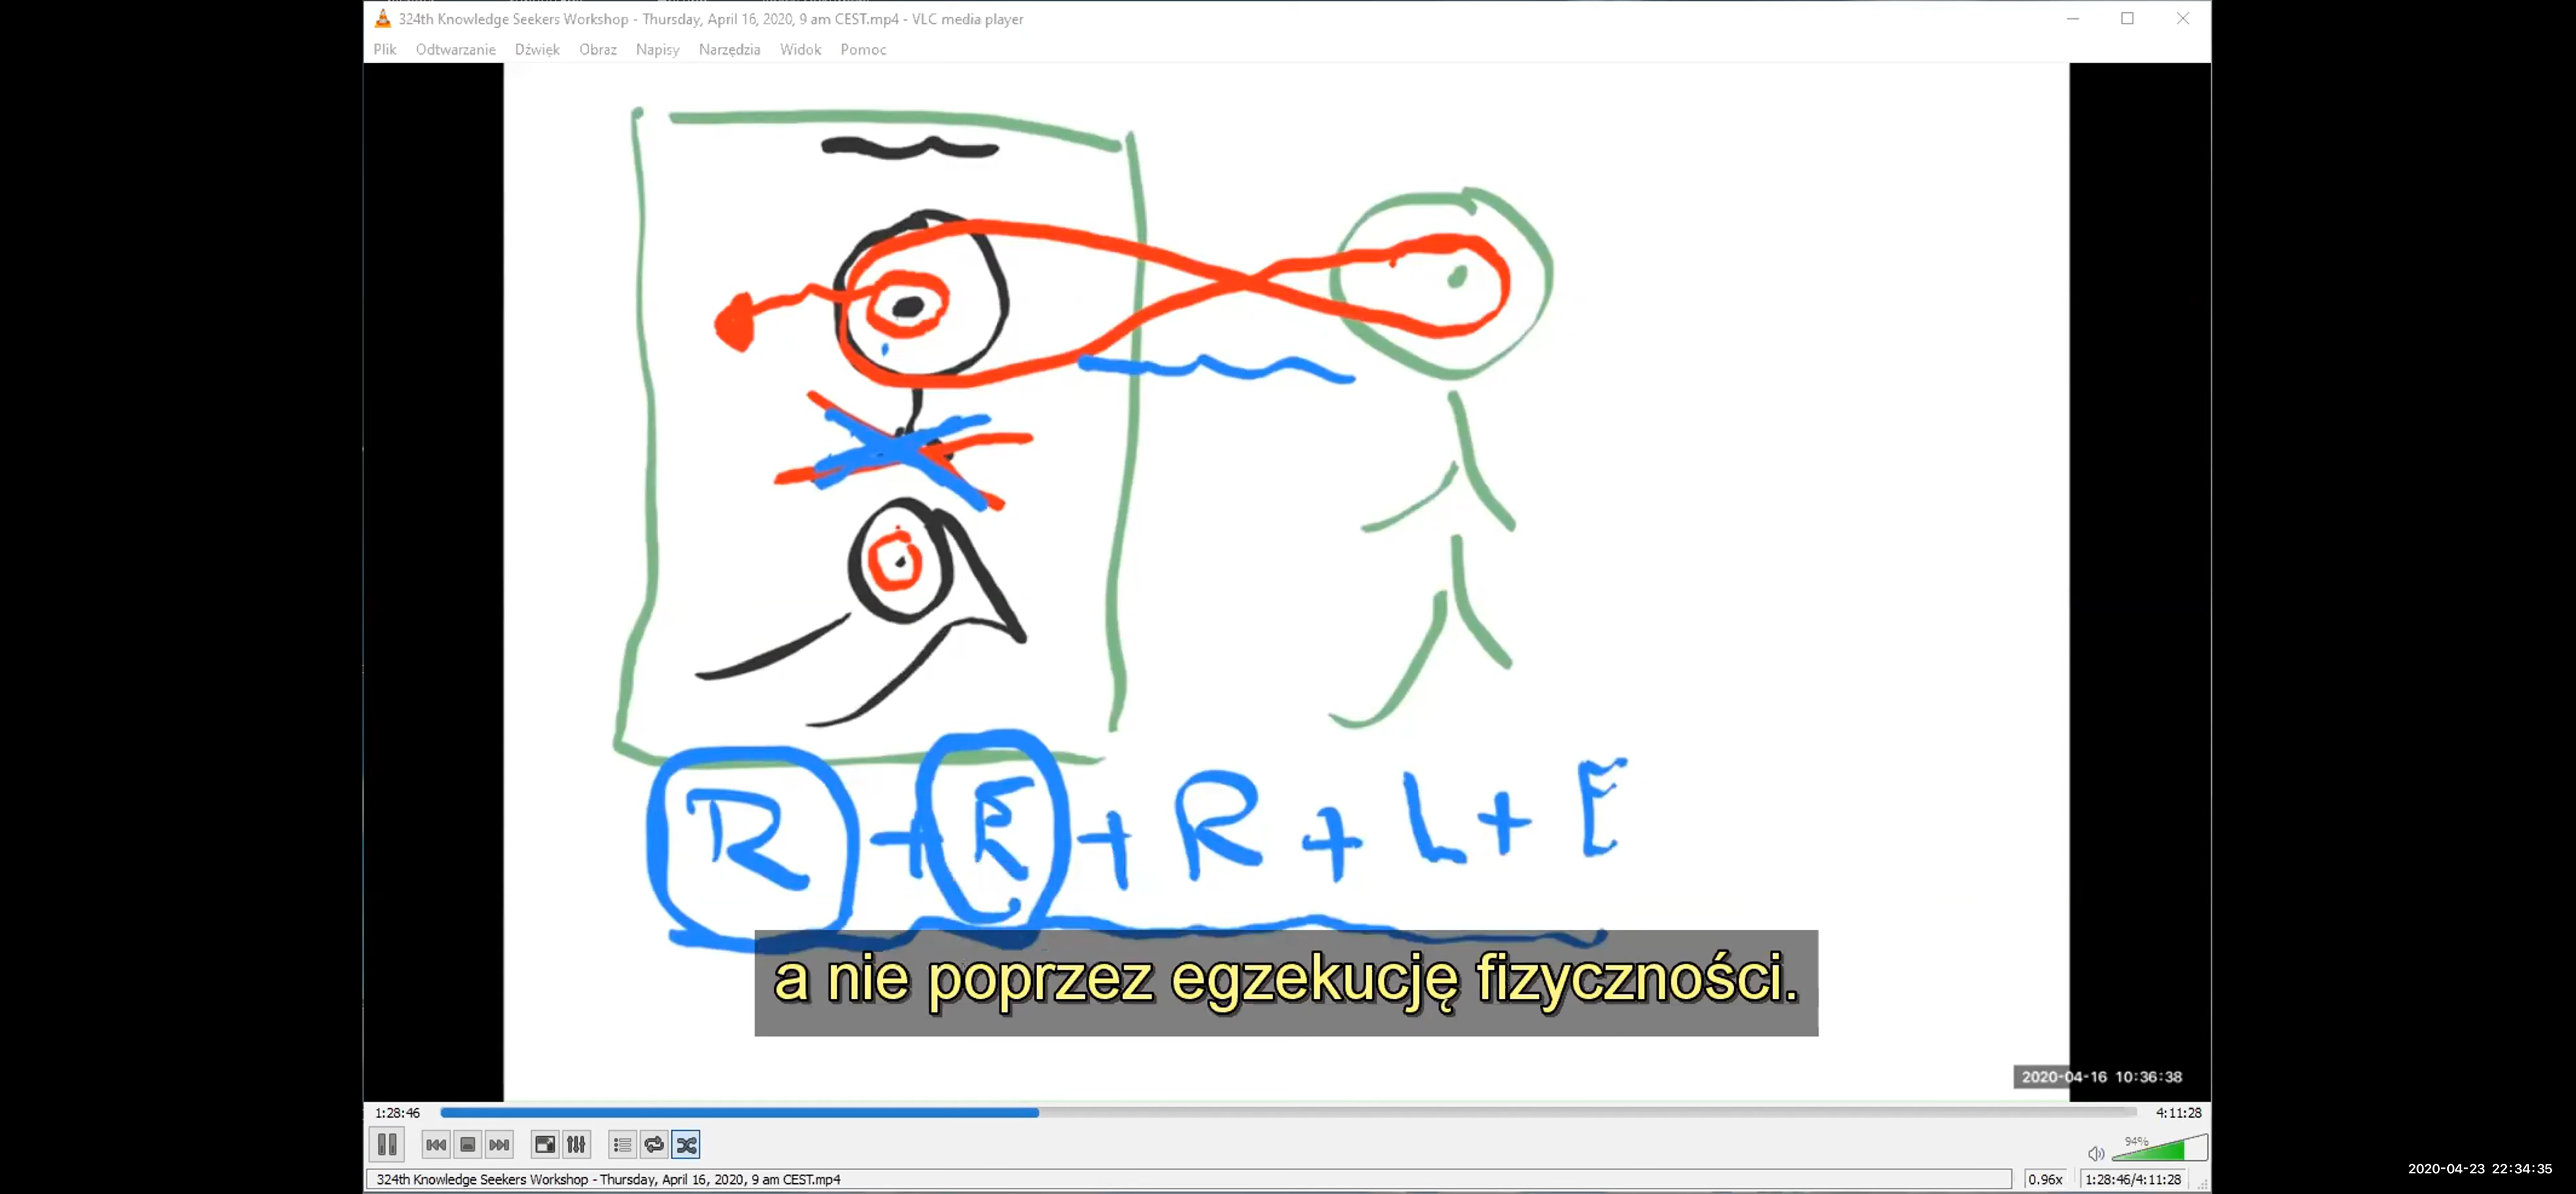 324th Knowledge Seekers Workshop - Thursday, April 16, 2020, 9 am CEST.mp4 - VLC media player
Plik Odtwarzanie Dźwięk Obraz Napisy Narzędzia Widok Pomoc
R + E + R + L + E
a nie poprzez egzekucję fizyczności.
2020-04-16 10:36:38
1:28:46 4:11:28
94%
2020-04-23 22:34:35
324th Knowledge Seekers Workshop - Thursday, April 16, 2020, 9 am CEST.mp4 0.96x 1:28:46/4:11:28